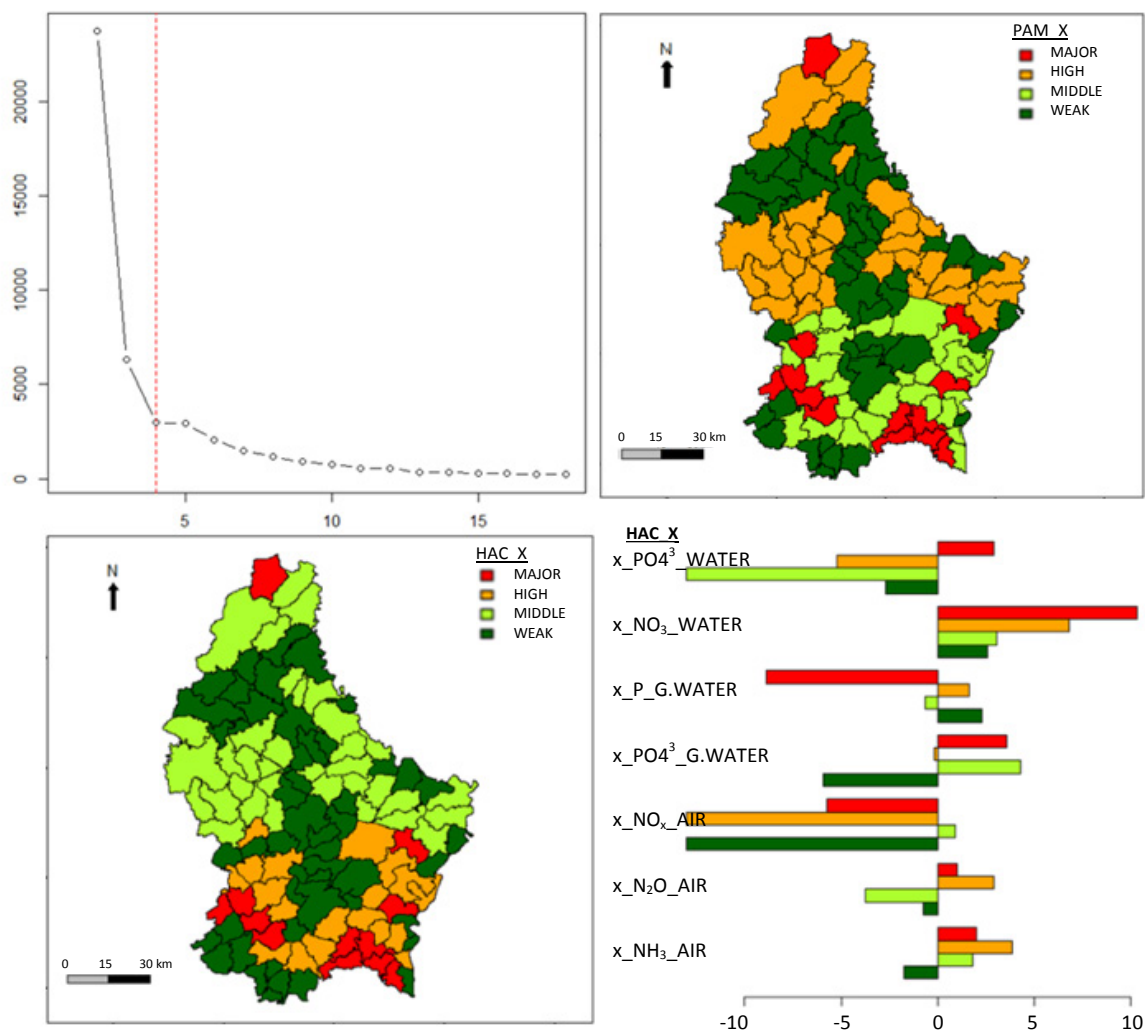 20000
15000
10000
5000
0
5
10
15
PAM_X
N
MAJOR
HIGH
MIDDLE
WEAK
0 15 30 km
HAC_X
N
MAJOR
HIGH
MIDDLE
WEAK
0 15 30 km
HAC_X
x_PO4³_WATER
x_NO₃_WATER
x_P_G.WATER
x_PO4³_G.WATER
x_NOₓ_AIR
x_N₂O_AIR
x_NH₃_AIR
-10 -5 0 5 10